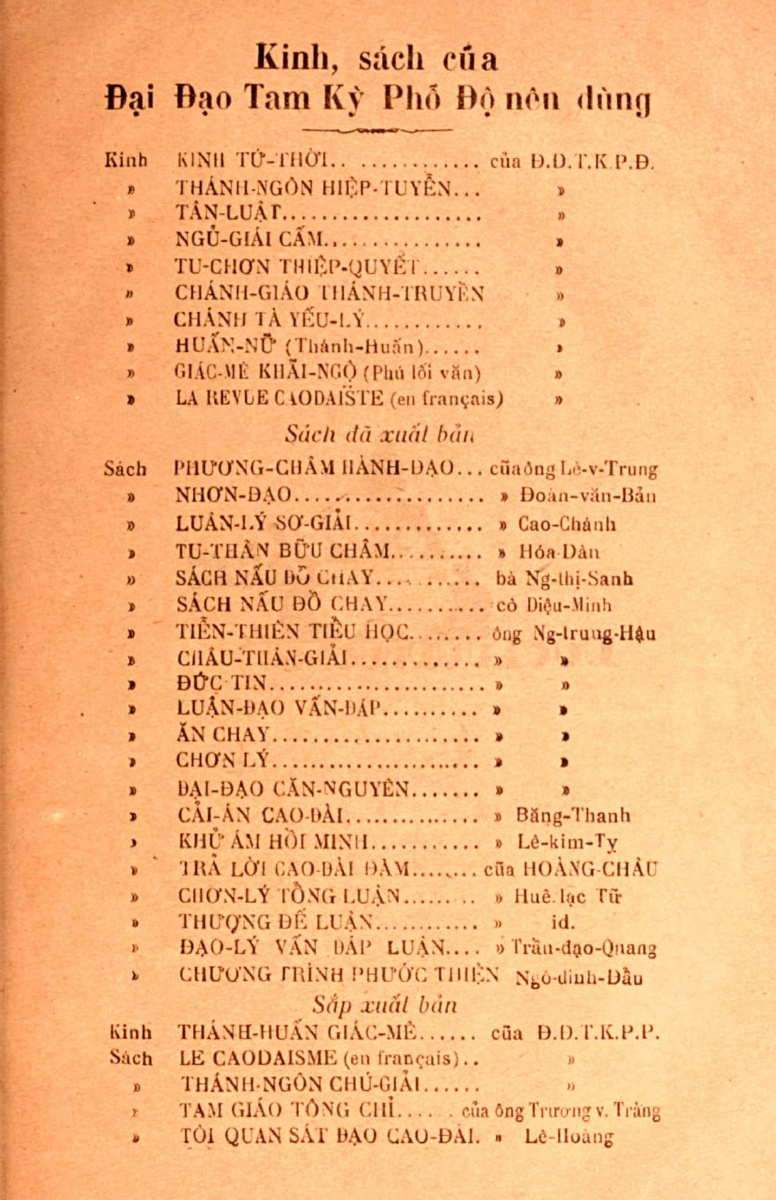 Kinh, sách của
Đại Đạo Tam Kỳ Phổ Độ nên dùng
Kinh KINH TỨ-THỜI.. ............ của Đ.Đ.T.K.P.Đ.
» THÁNH-NGÔN HIỆP-TUYỂN... »
» TÂN-LUẬT.................... »
» NGŨ-GIÁI CẤM................ »
» TU-CHƠN THIỆP-QUYẾT...... »
» CHÁNH-GIÁO THÁNH-TRUYỀN »
» CHÁNH TÀ YẾU-LÝ............ »
» HUẤN-NỮ (Thánh-Huấn)...... »
» GIÁC-MÊ KHẢI-NGỘ (Phú lối văn) »
» LA REVUE CAODAÏSTE (en français) »
Sách đã xuất bản
Sách PHƯƠNG-CHÂM HÀNH-ĐẠO... của ông Lê-v-Trung
» NHƠN-ĐẠO................... » Đoàn-văn-Bản
» LUÂN-LÝ SƠ-GIẢI............. » Cao-Chánh
» TU-THÂN BỮU CHÂM......... » Hóa-Dân
» SÁCH NẤU ĐỒ CHAY.......... bà Ng-thị-Sanh
» SÁCH NẤU ĐỒ CHAY......... cô Diệu-Minh
» TIỂN-THIÊN TIỂU HỌC........ ông Ng-trung-Hậu
» CHÂU-THÂN-GIẢI............. » »
» ĐỨC TIN..................... » »
» LUẬN-ĐẠO VẤN-ĐÁP.......... » »
» ĂN CHAY..................... » »
» CHƠN LÝ..................... » »
» ĐẠI-ĐẠO CĂN-NGUYÊN....... » »
» CẢI-ÁN CAO-ĐÀI.............. » Băng-Thanh
» KHỬ ÁM HỒI MINH........... » Lê-kim-Tỵ
» TRẢ LỜI CAO-ĐÀI ĐÀM........ của HOÀNG-CHÂU
» CHƠN-LÝ TỔNG LUẬN......... » Huê.lạc Tữ
» THƯỢNG ĐẾ LUẬN............ » id.
» ĐẠO-LÝ VẤN ĐÁP LUẬN.... » Trần-đạo-Quang
» CHƯƠNG TRÌNH PHƯỚC THIỆN Ngô-đinh-Đẩu
Sắp xuất bản
Kinh THÁNH-HUẤN GIÁC-MÊ...... của Đ.D.T.K.P.P.
Sách LE CAODAISME (en français).. »
» THÁNH-NGÔN CHÚ-GIẢI...... »
» TAM GIÁO TÔNG CHỈ...... của ông Trương v. Tràng
» TÔI QUAN SÁT ĐẠO CAO-ĐÀI. » Lê-Hoàng